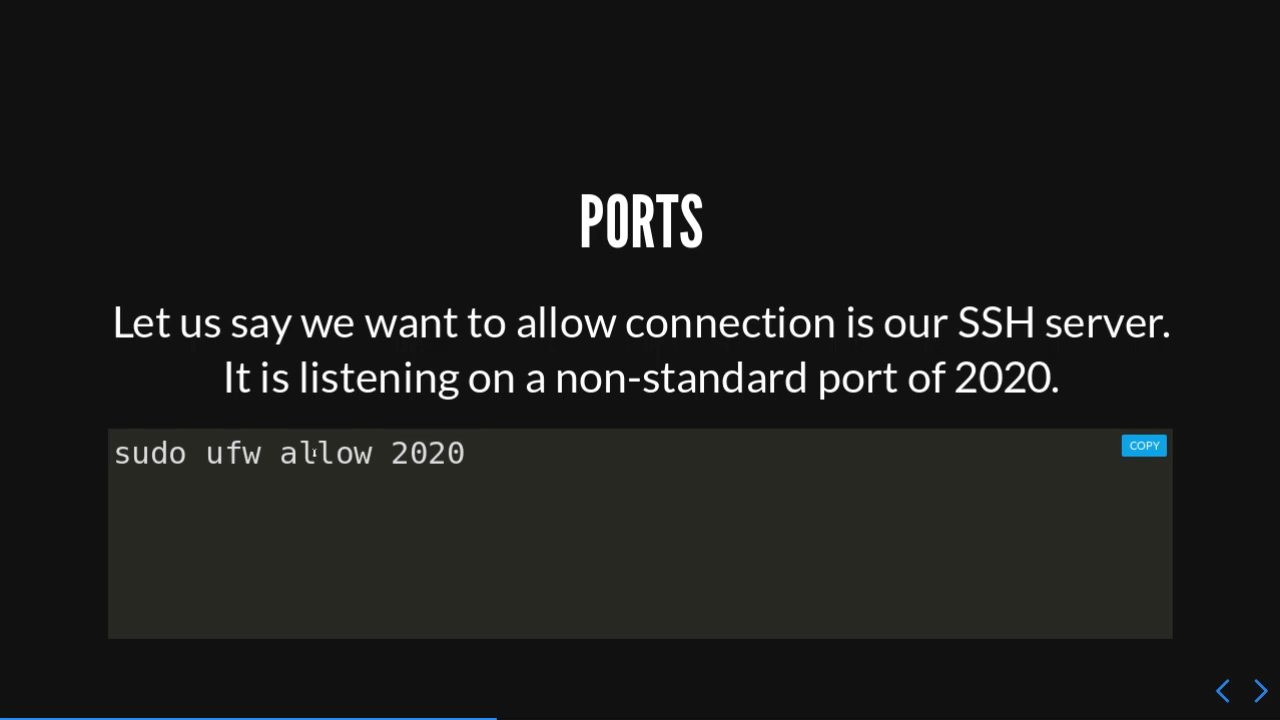 PORTS
Let us say we want to allow connection is our SSH server.
It is listening on a non-standard port of 2020.
sudo ufw allow 2020
COPY